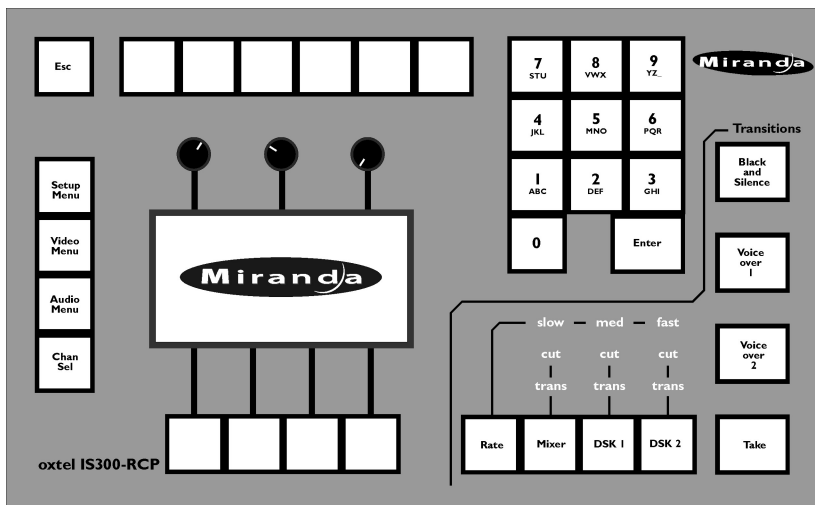 Esc
7
STU
8
VWX
9
YZ_
Miranda
4
JKL
5
MNO
6
PQR
Transitions
Setup
Menu
Video
Menu
Audio
Menu
Chan
Sel
Miranda
1
ABC
2
DEF
3
GHI
0
Enter
Black
and
Silence
Voice
over
1
Voice
over
2
slow – med – fast
cut cut cut
trans trans trans
Rate
Mixer
DSK 1
DSK 2
Take
oxtel IS300-RCP